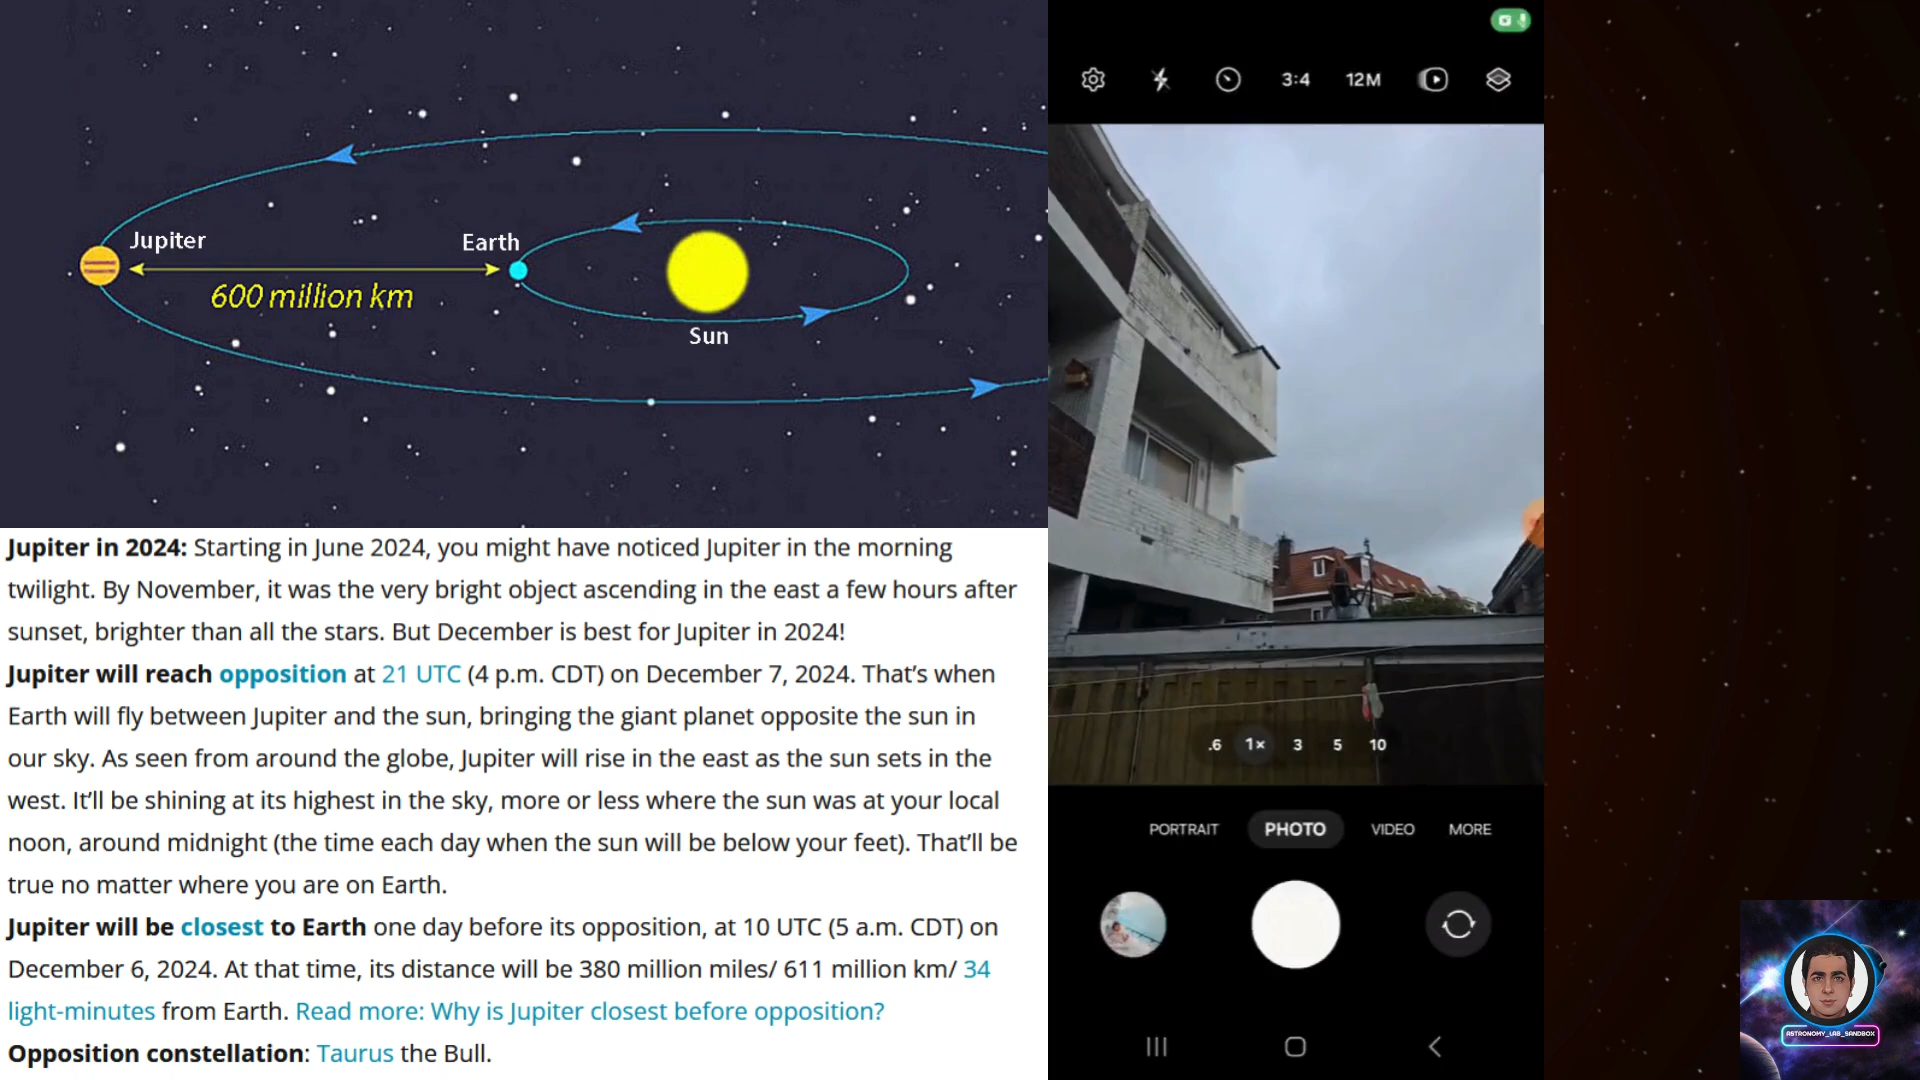 Jupiter
Earth
600 million km
Sun
Jupiter in 2024: Starting in June 2024, you might have noticed Jupiter in the morning
twilight. By November, it was the very bright object ascending in the east a few hours after
sunset, brighter than all the stars. But December is best for Jupiter in 2024!
Jupiter will reach opposition at 21 UTC (4 p.m. CDT) on December 7, 2024. That’s when
Earth will fly between Jupiter and the sun, bringing the giant planet opposite the sun in
our sky. As seen from around the globe, Jupiter will rise in the east as the sun sets in the
west. It’ll be shining at its highest in the sky, more or less where the sun was at your local
noon, around midnight (the time each day when the sun will be below your feet). That’ll be
true no matter where you are on Earth.
Jupiter will be closest to Earth one day before its opposition, at 10 UTC (5 a.m. CDT) on
December 6, 2024. At that time, its distance will be 380 million miles/ 611 million km/ 34
light-minutes from Earth. Read more: Why is Jupiter closest before opposition?
Opposition constellation: Taurus the Bull.
3:4 12M
.6 1× 3 5 10
PORTRAIT PHOTO VIDEO MORE
ASTRONOMY_LAB_SANDBOX